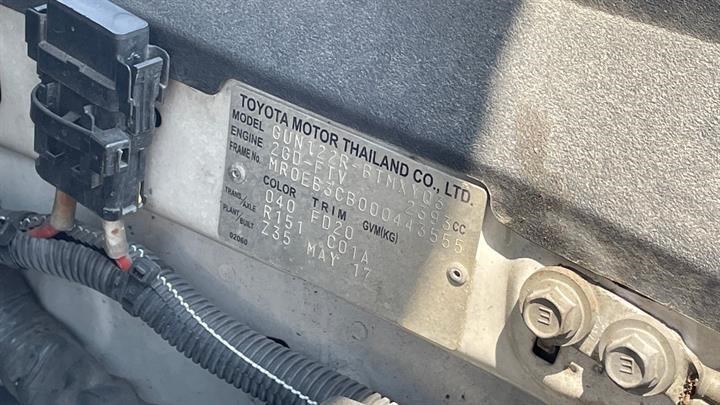 TOYOTA MOTOR THAILAND CO., LTD.
MODEL GUN122R-BTMXYQ3
ENGINE 2GD-FTV 2393CC
FRAME NO. MR0EB3CB000443555
COLOR TRIM GVM(KG)
040 FD20
TRANS/AXLE R151 C01A
PLANT/BUILT Z35 MAY 17
02060